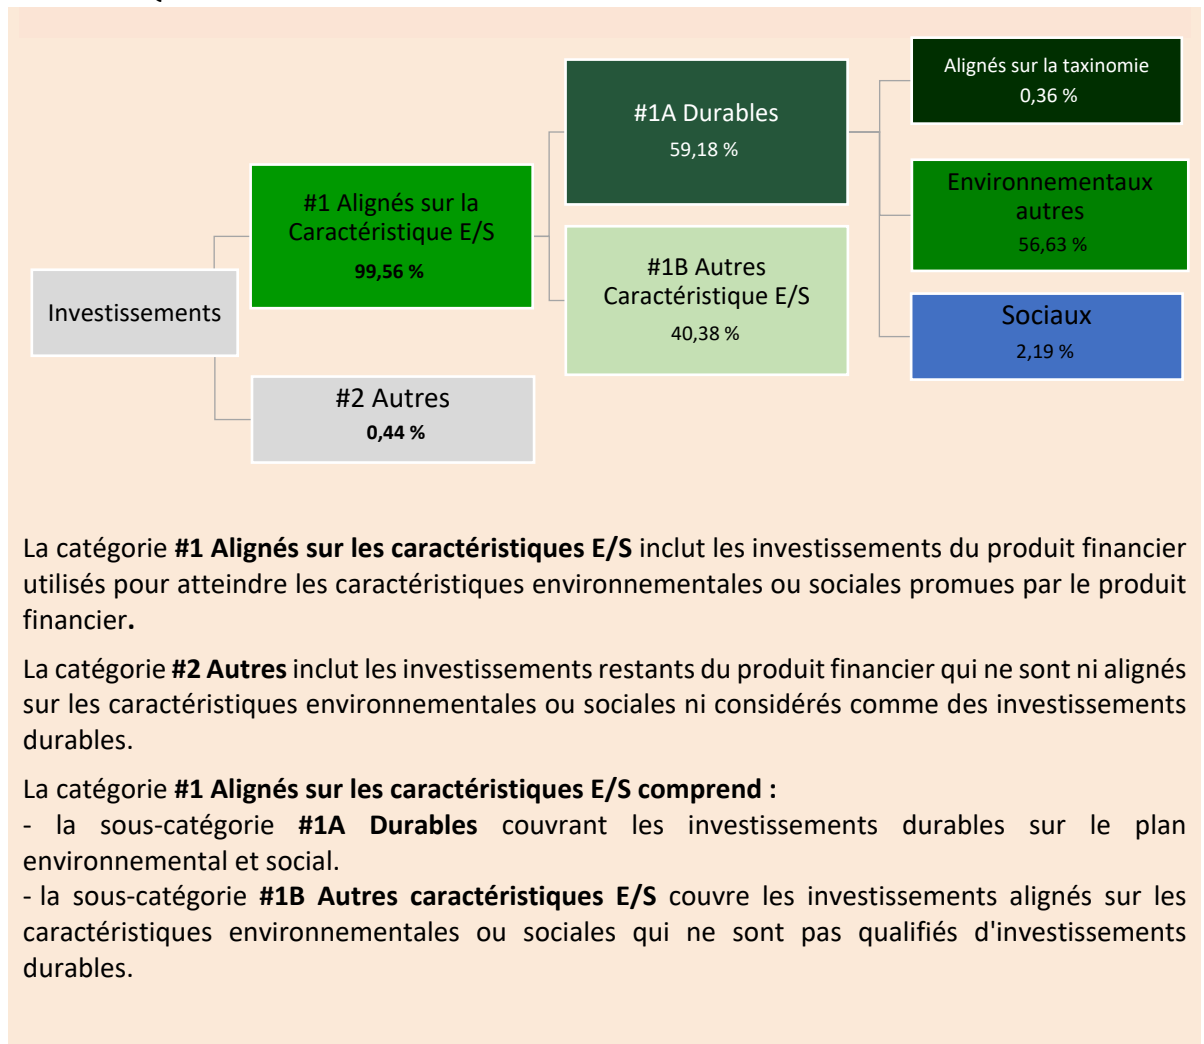 Investissements
#1 Alignés sur la
Caractéristique E/S
99,56 %
#2 Autres
0,44 %
#1A Durables
59,18 %
#1B Autres
Caractéristique E/S
40,38 %
Alignés sur la taxinomie
0,36 %
Environnementaux
autres
56,63 %
Sociaux
2,19 %
La catégorie #1 Alignés sur les caractéristiques E/S inclut les investissements du produit financier
utilisés pour atteindre les caractéristiques environnementales ou sociales promues par le produit
financier.
La catégorie #2 Autres inclut les investissements restants du produit financier qui ne sont ni alignés
sur les caractéristiques environnementales ou sociales ni considérés comme des investissements
durables.
La catégorie #1 Alignés sur les caractéristiques E/S comprend :
- la sous-catégorie #1A Durables couvrant les investissements durables sur le plan
environnemental et social.
- la sous-catégorie #1B Autres caractéristiques E/S couvre les investissements alignés sur les
caractéristiques environnementales ou sociales qui ne sont pas qualifiés d'investissements
durables.